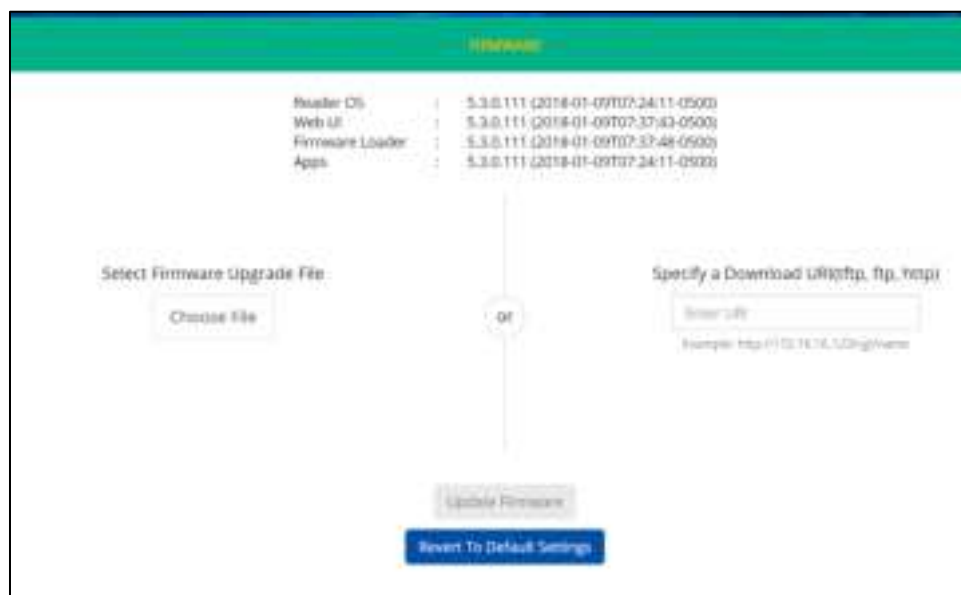 FIRMWARE
Reader OS : 5.3.0.111 (2018-01-09T07:24:11-0500)
Web UI : 5.3.0.111 (2018-01-09T07:37:43-0500)
Firmware Loader : 5.3.0.111 (2018-01-09T07:37:48-0500)
Apps : 5.3.0.111 (2018-01-09T07:24:11-0500)
Select Firmware Upgrade File
Choose File
or
Specify a Download URI(tftp, ftp, http)
Enter URI
Example: 
Update Firmware
Revert To Default Settings